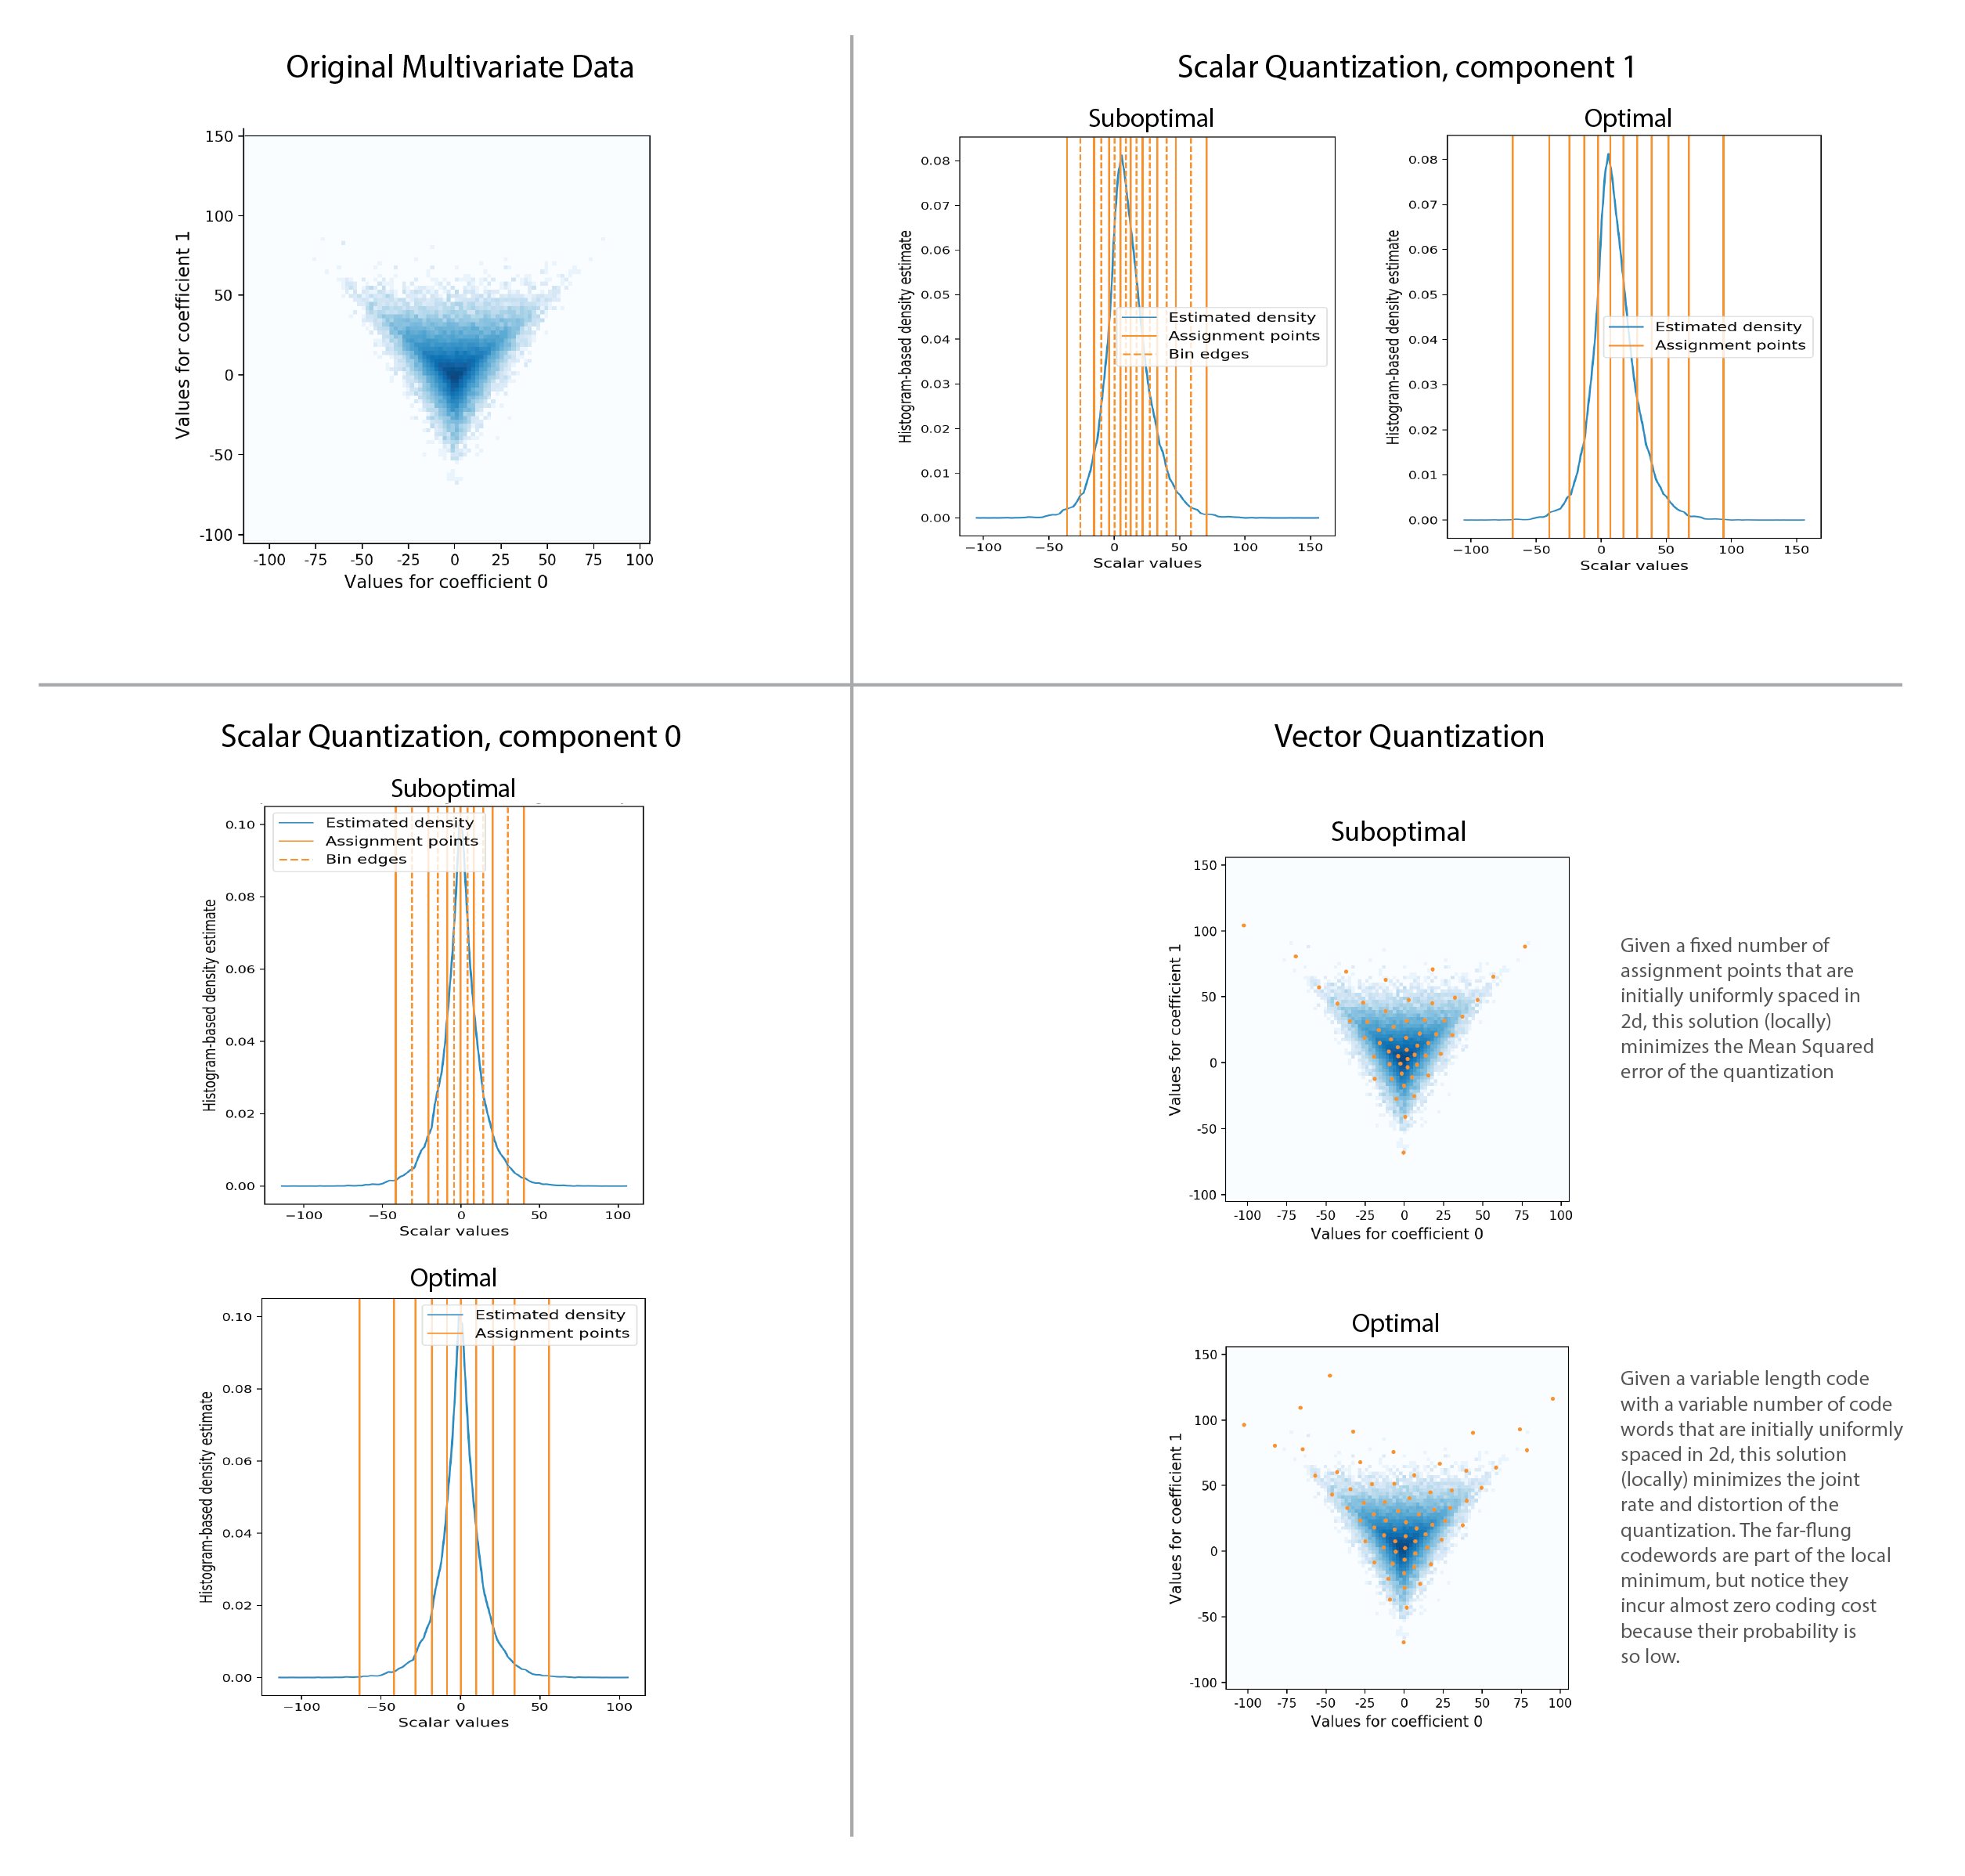 Original Multivariate Data
150
100
50
0
-50
-100
Values for coefficient 1
-100 -75 -50 -25 0 25 50 75 100
Values for coefficient 0
Scalar Quantization, component 1
Suboptimal
0.08
0.07
0.06
0.05
0.04
0.03
0.02
0.01
0.00
Histogram-based density estimate
Estimated density
Assignment points
Bin edges
−100 −50 0 50 100 150
Scalar values
Optimal
0.08
0.07
0.06
0.05
0.04
0.03
0.02
0.01
0.00
Histogram-based density estimate
Estimated density
Assignment points
−100 −50 0 50 100 150
Scalar values
Scalar Quantization, component 0
Suboptimal
0.10
0.08
0.06
0.04
0.02
0.00
Histogram-based density estimate
Estimated density
Assignment points
Bin edges
−100 −50 0 50 100
Scalar values
Optimal
0.10
0.08
0.06
0.04
0.02
0.00
Histogram-based density estimate
Estimated density
Assignment points
−100 −50 0 50 100
Scalar values
Vector Quantization
Suboptimal
150
100
50
0
-50
-100
Values for coefficient 1
-100 -75 -50 -25 0 25 50 75 100
Values for coefficient 0
Given a fixed number of
assignment points that are
initially uniformly spaced in
2d, this solution (locally)
minimizes the Mean Squared
error of the quantization
Optimal
150
100
50
0
-50
-100
Values for coefficient 1
-100 -75 -50 -25 0 25 50 75 100
Values for coefficient 0
Given a variable length code
with a variable number of code
words that are initially uniformly
spaced in 2d, this solution
(locally) minimizes the joint
rate and distortion of the
quantization. The far-flung
codewords are part of the local
minimum, but notice they
incur almost zero coding cost
because their probability is
so low.